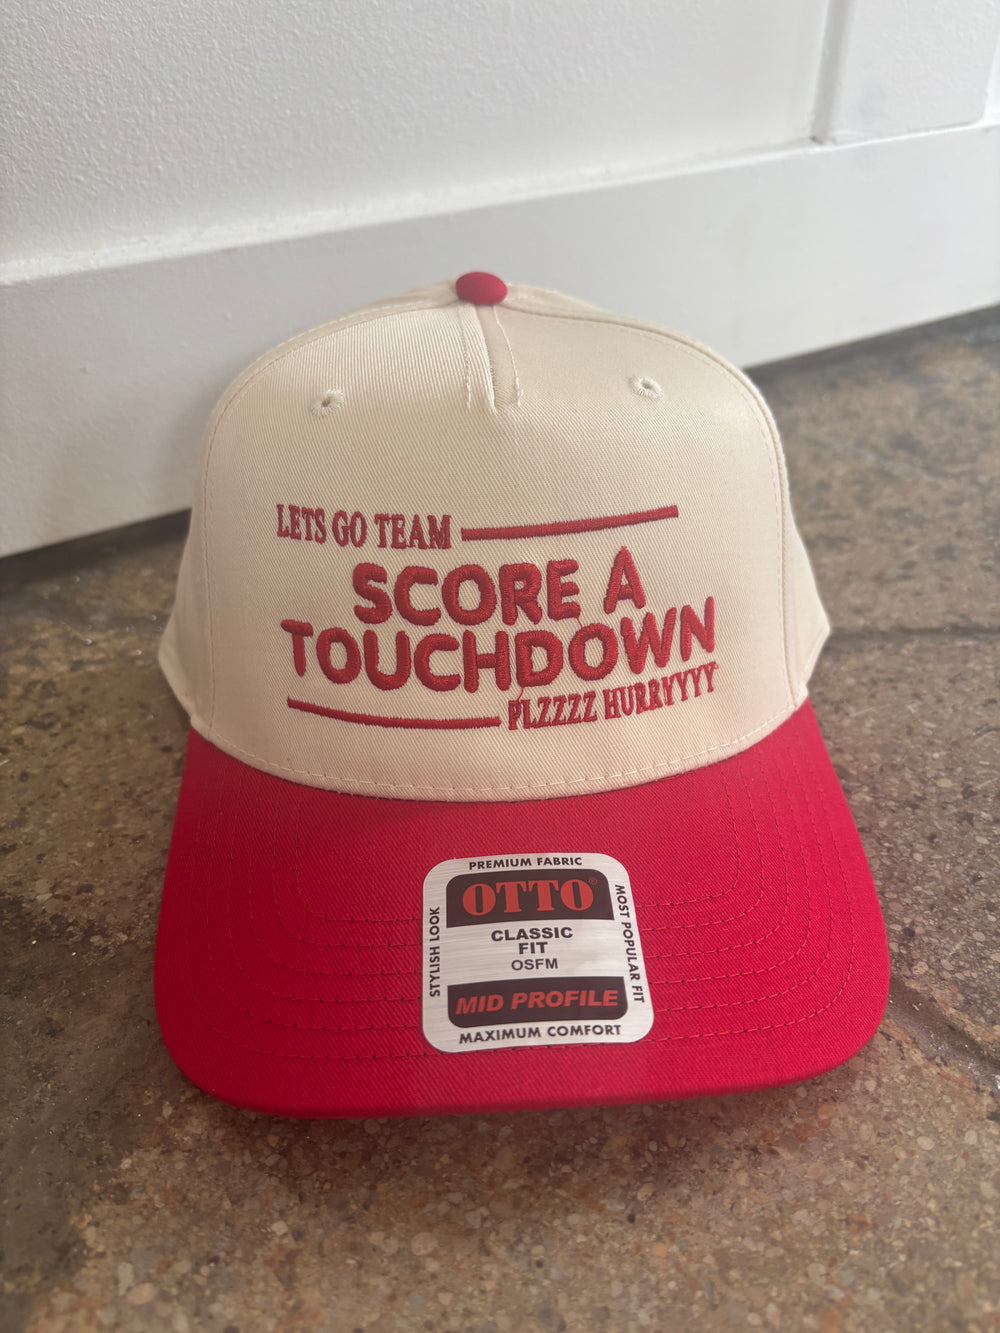 LETS GO TEAM
SCORE A
TOUCHDOWN
PLZZZZ HURRYYYY
PREMIUM FABRIC
OTTO®
CLASSIC
FIT
OSFM
MID PROFILE
MAXIMUM COMFORT
STYLISH LOOK
MOST POPULAR FIT